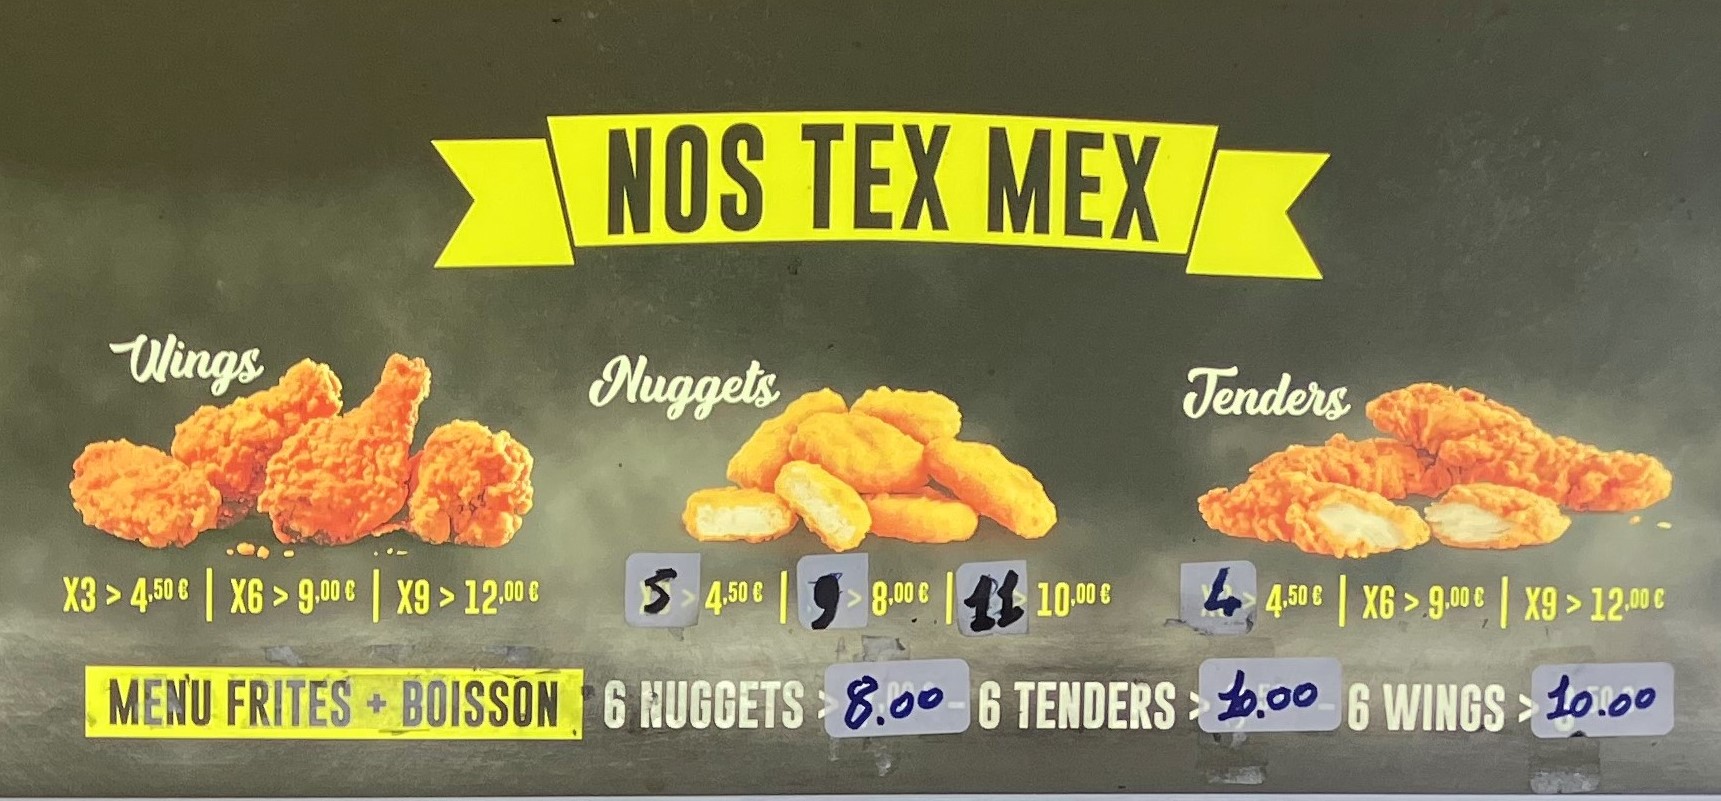 NOS TEX MEX
Wings
Nuggets
Tenders
X3 > 4,50 € | X6 > 9,00 € | X9 > 12,00 €
5 > 4,50 € | 9 > 8,00 € | 11 > 10,00 €
4 > 4,50 € | X6 > 9,00 € | X9 > 12,00 €
MENU FRITES + BOISSON 6 NUGGETS > 8.00 - 6 TENDERS > 10.00 - 6 WINGS > 10.00